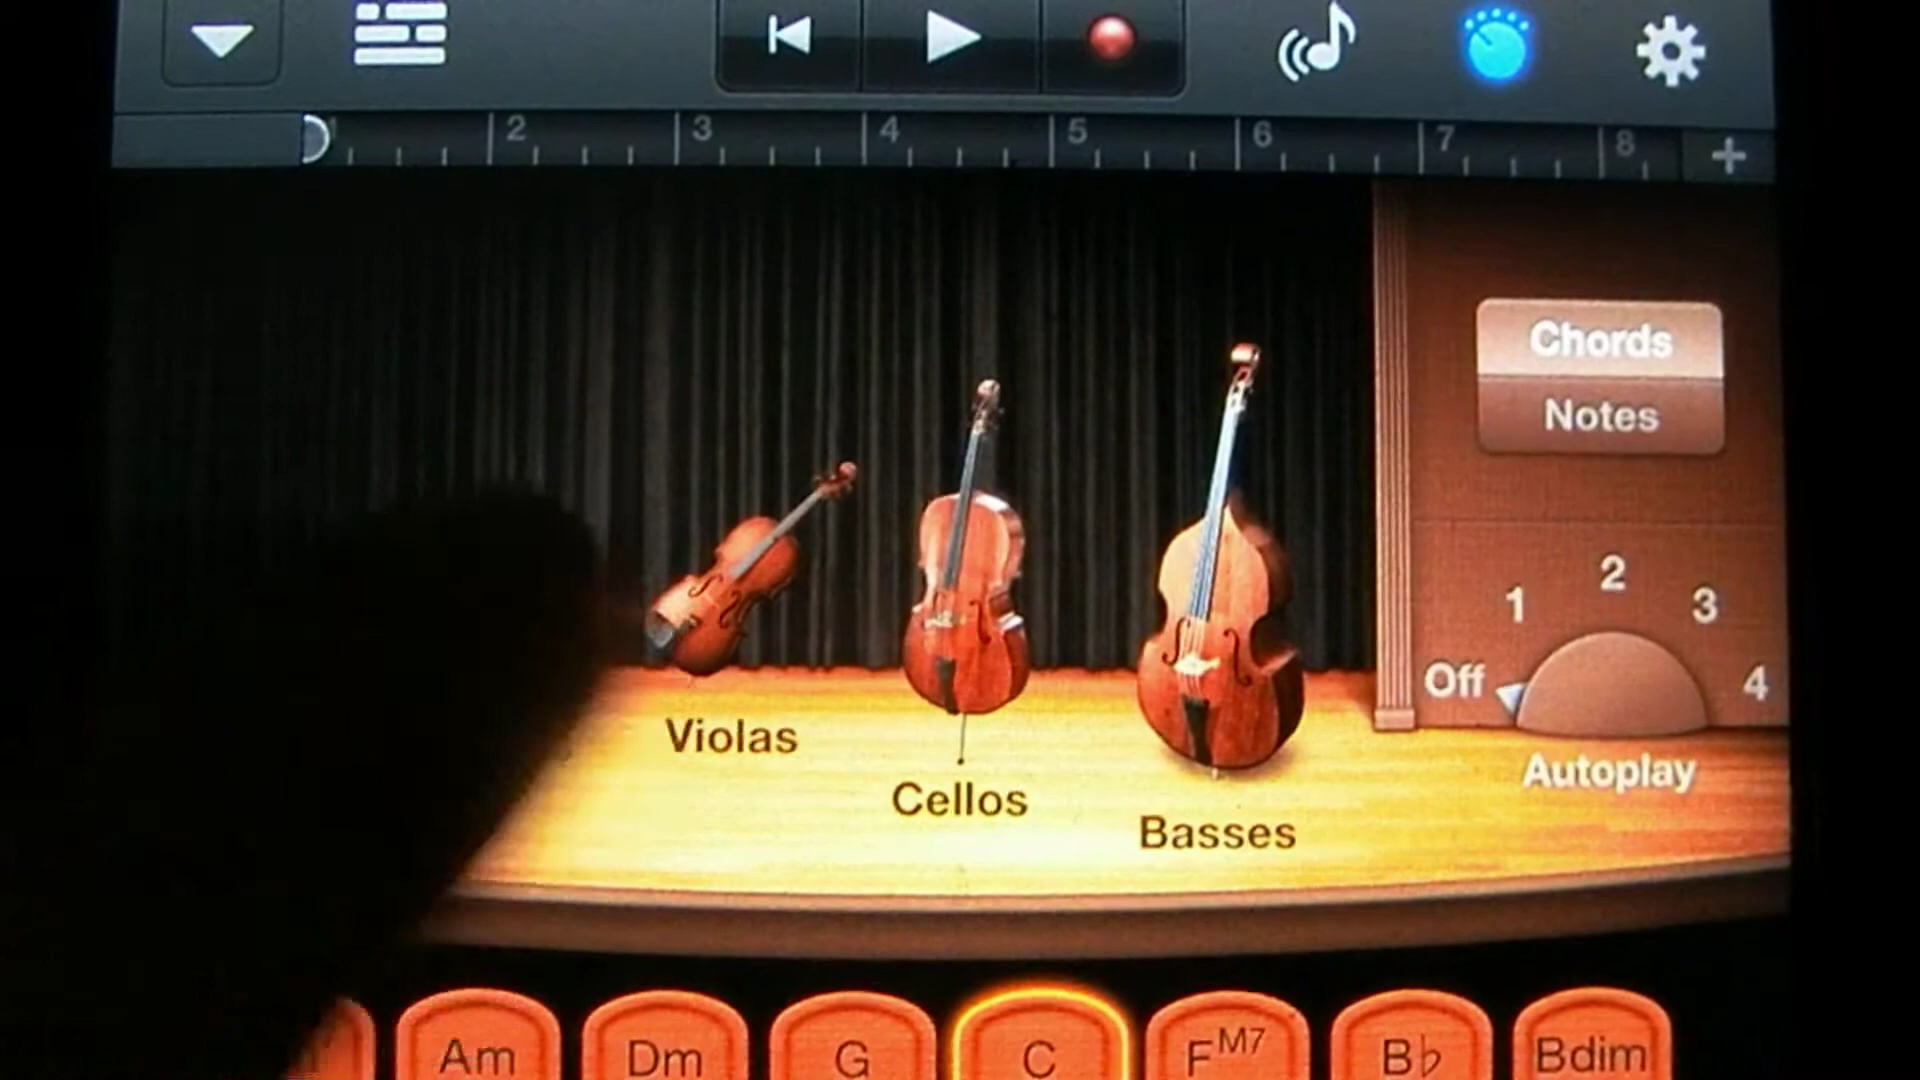 2 3 4 5 6 7 8
Chords
Notes
1 2 3
Off 4
Autoplay
Violas
Cellos
Basses
Am Dm G C FM7 B♭ Bdim